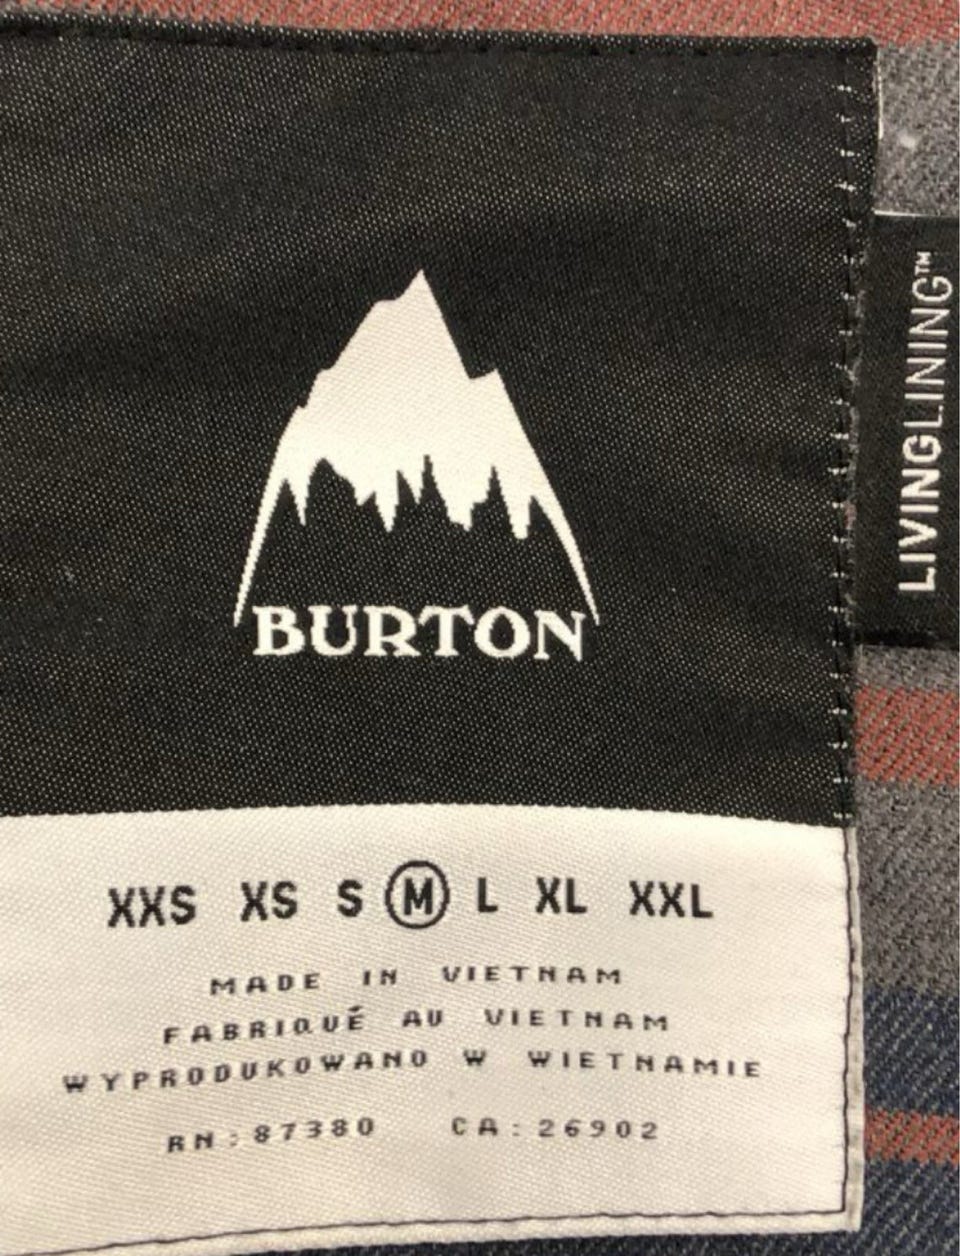 BURTON
LIVINGLINING™
XXS XS S M L XL XXL
MADE IN VIETNAM
FABRIQUÉ AU VIETNAM
WYPRODUKOWANO W WIETNAMIE
RN:87380 CA:26902